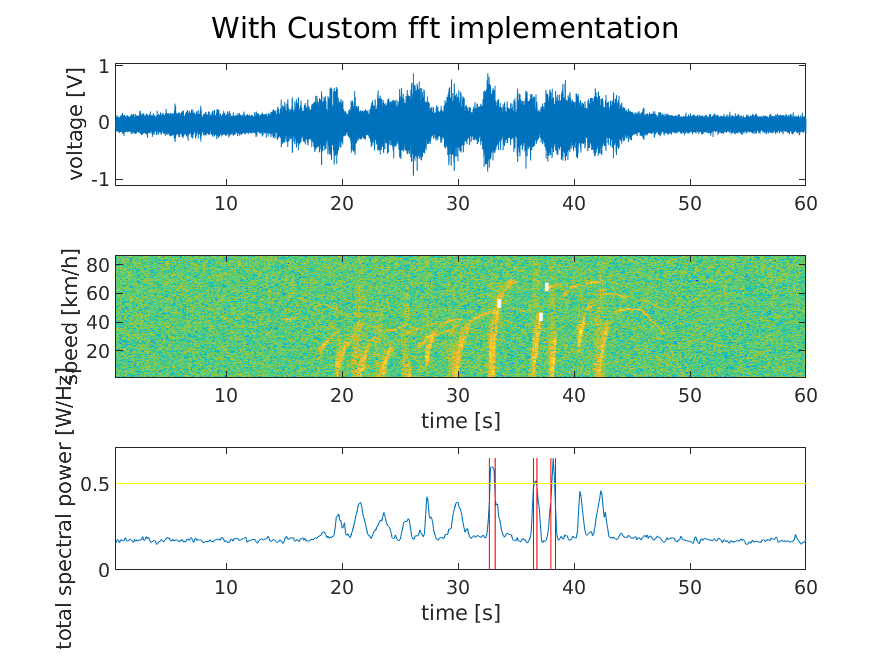 With Custom fft implementation
voltage [V]
1
0
-1
10 20 30 40 50 60
speed [km/h]
80
60
40
20
10 20 30 40 50 60
time [s]
total spectral power [W/Hz]
0.5
0
10 20 30 40 50 60
time [s]